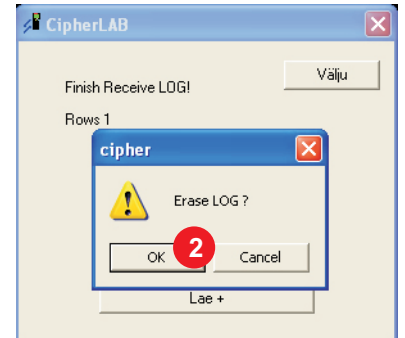 CipherLAB
Välju
Finish Receive LOG!
Rows 1
cipher
Erase LOG ?
OK
2
Cancel
Lae +